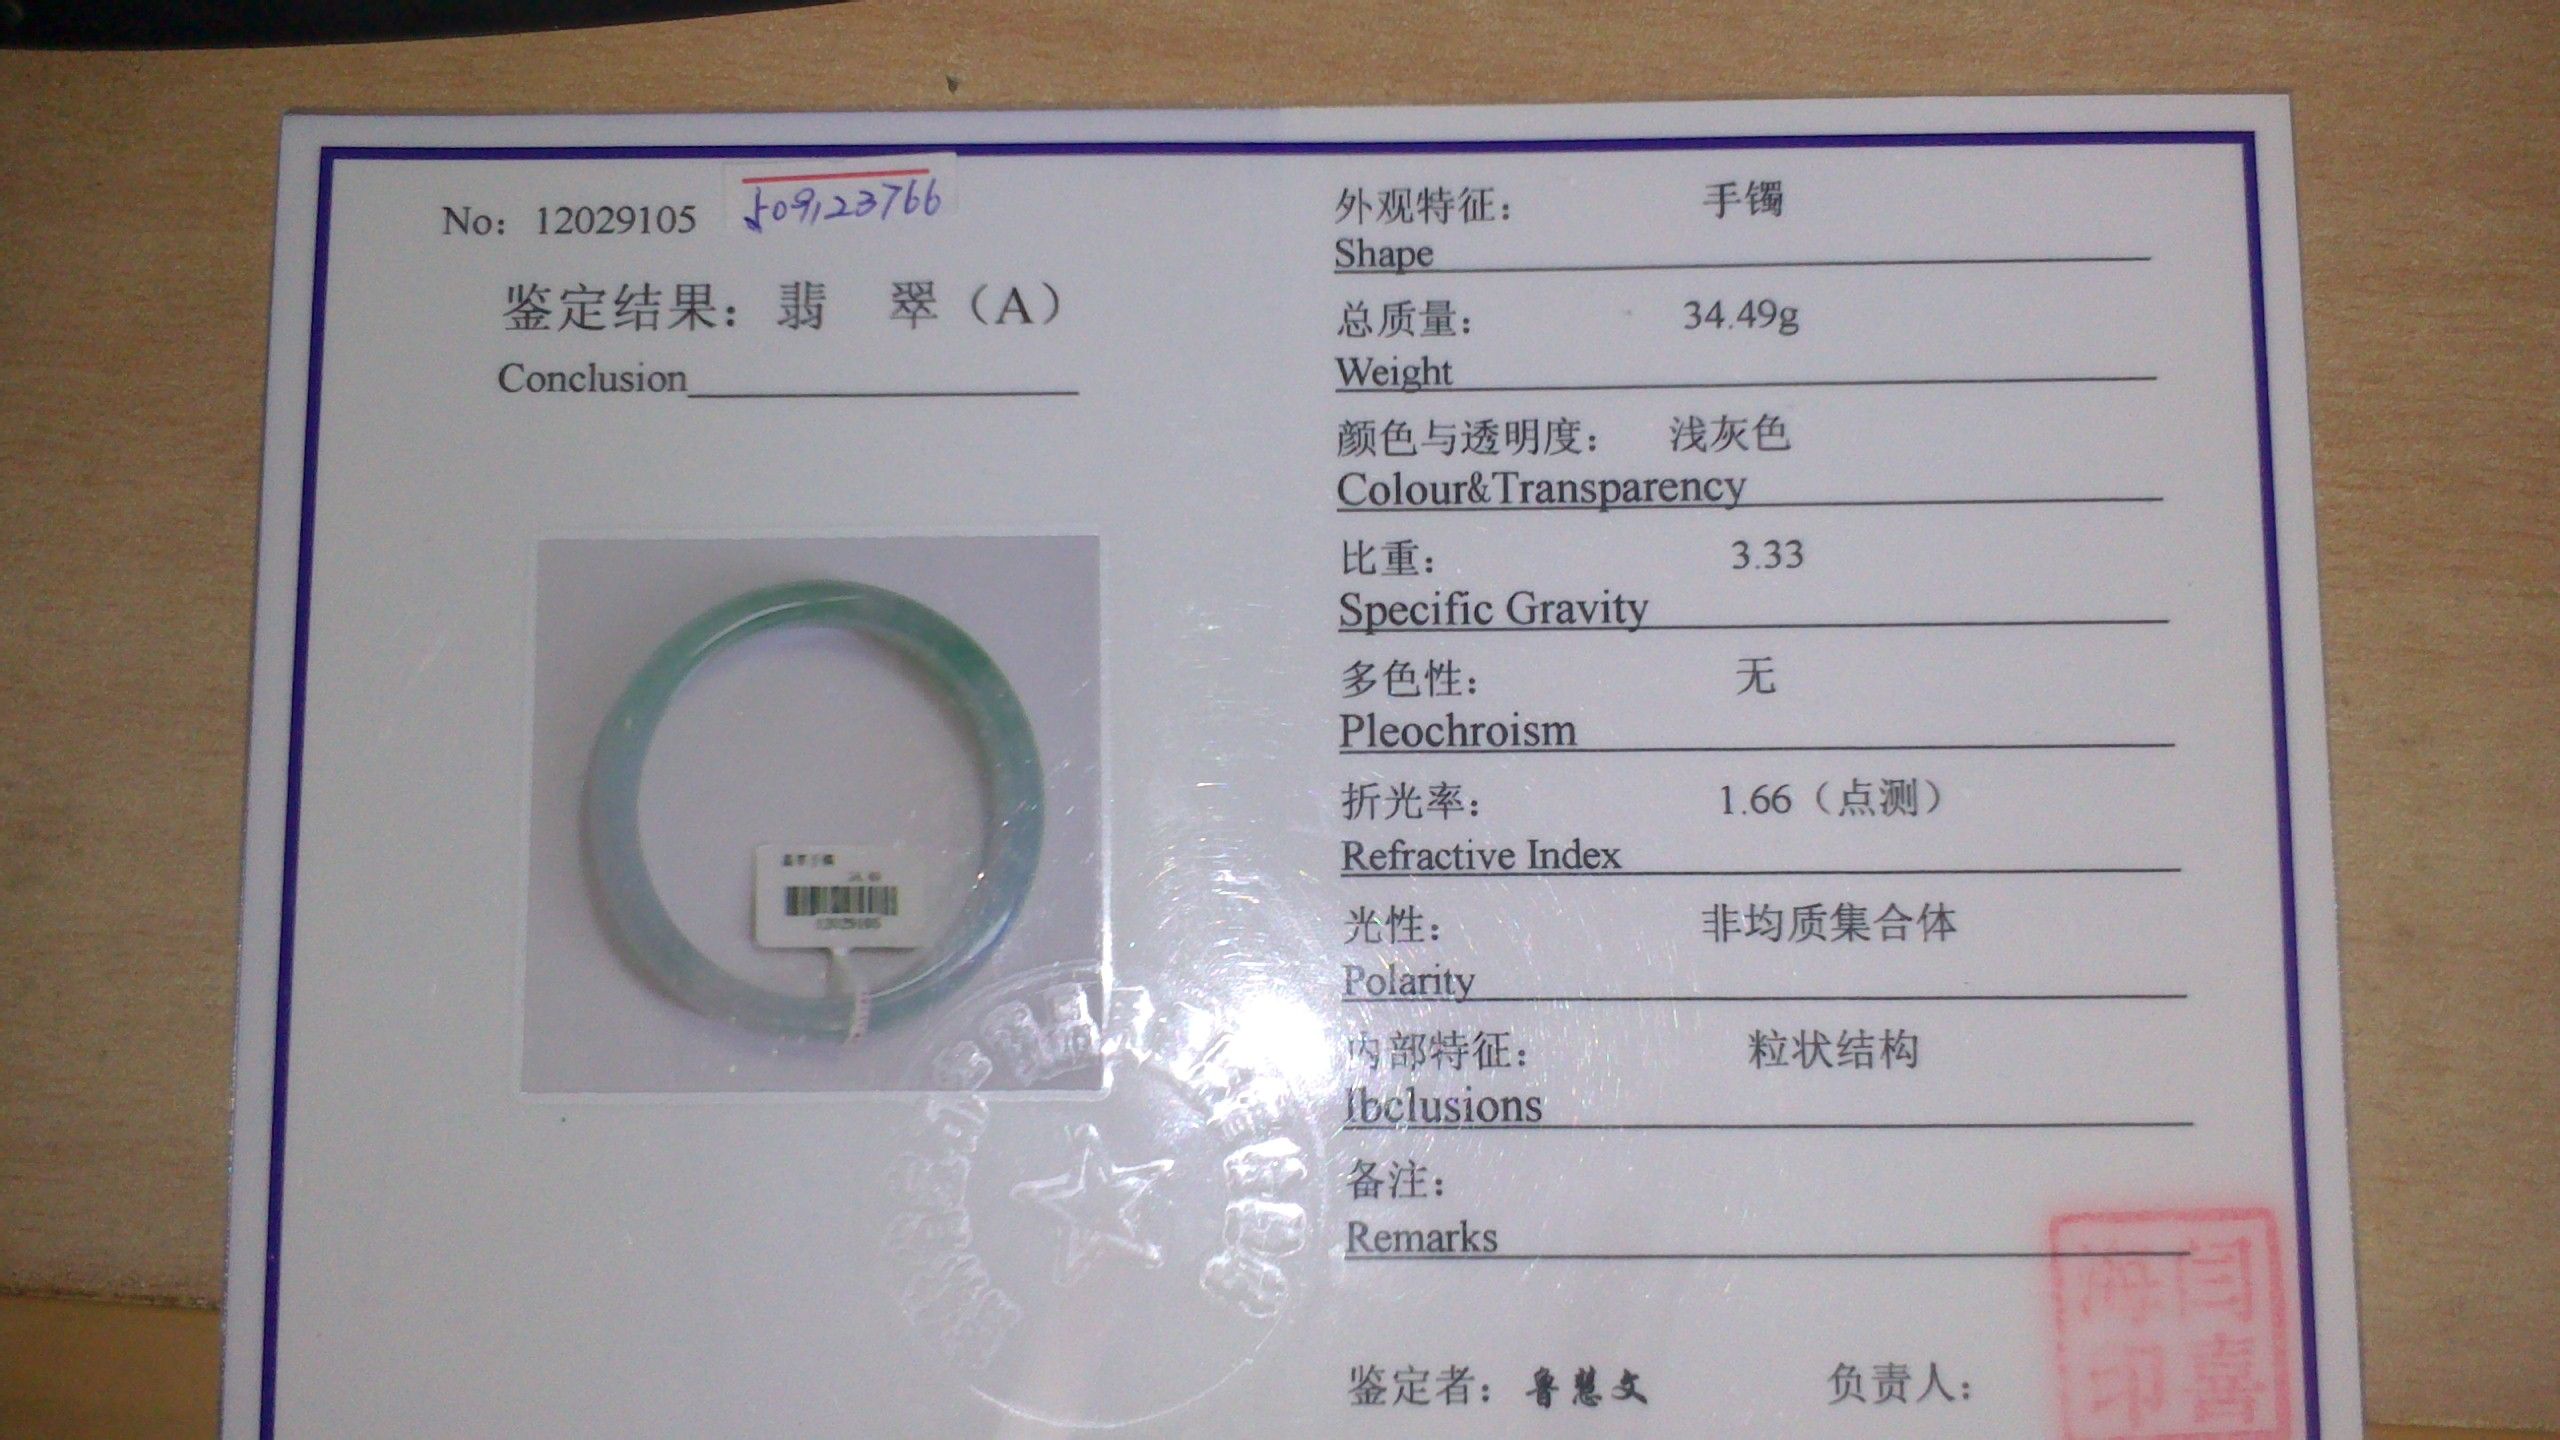 No：12029105
509123766
鉴定结果：翡 翠（A）
Conclusion
12029105
外观特征： 手镯
Shape
总质量： 34.49g
Weight
颜色与透明度： 浅灰色
Colour&Transparency
比重： 3.33
Specific Gravity
多色性： 无
Pleochroism
折光率： 1.66（点测）
Refractive Index
光性： 非均质集合体
Polarity
内部特征： 粒状结构
Ibclusions
备注：
Remarks
鉴定者：鲁慧文 负责人：